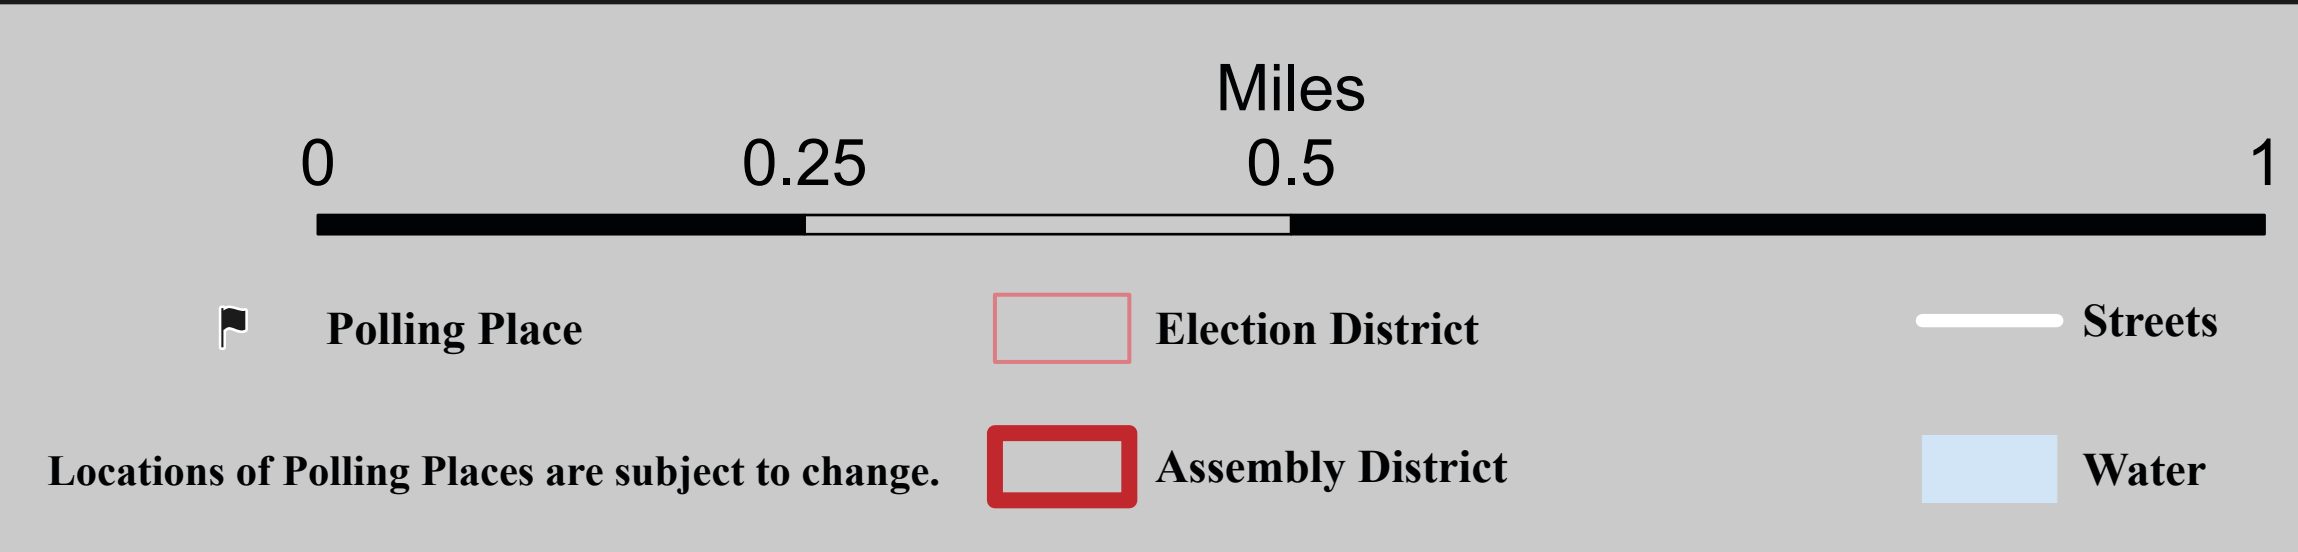 Miles
0 0.25 0.5 1
Polling Place
Election District
Streets
Locations of Polling Places are subject to change.
Assembly District
Water